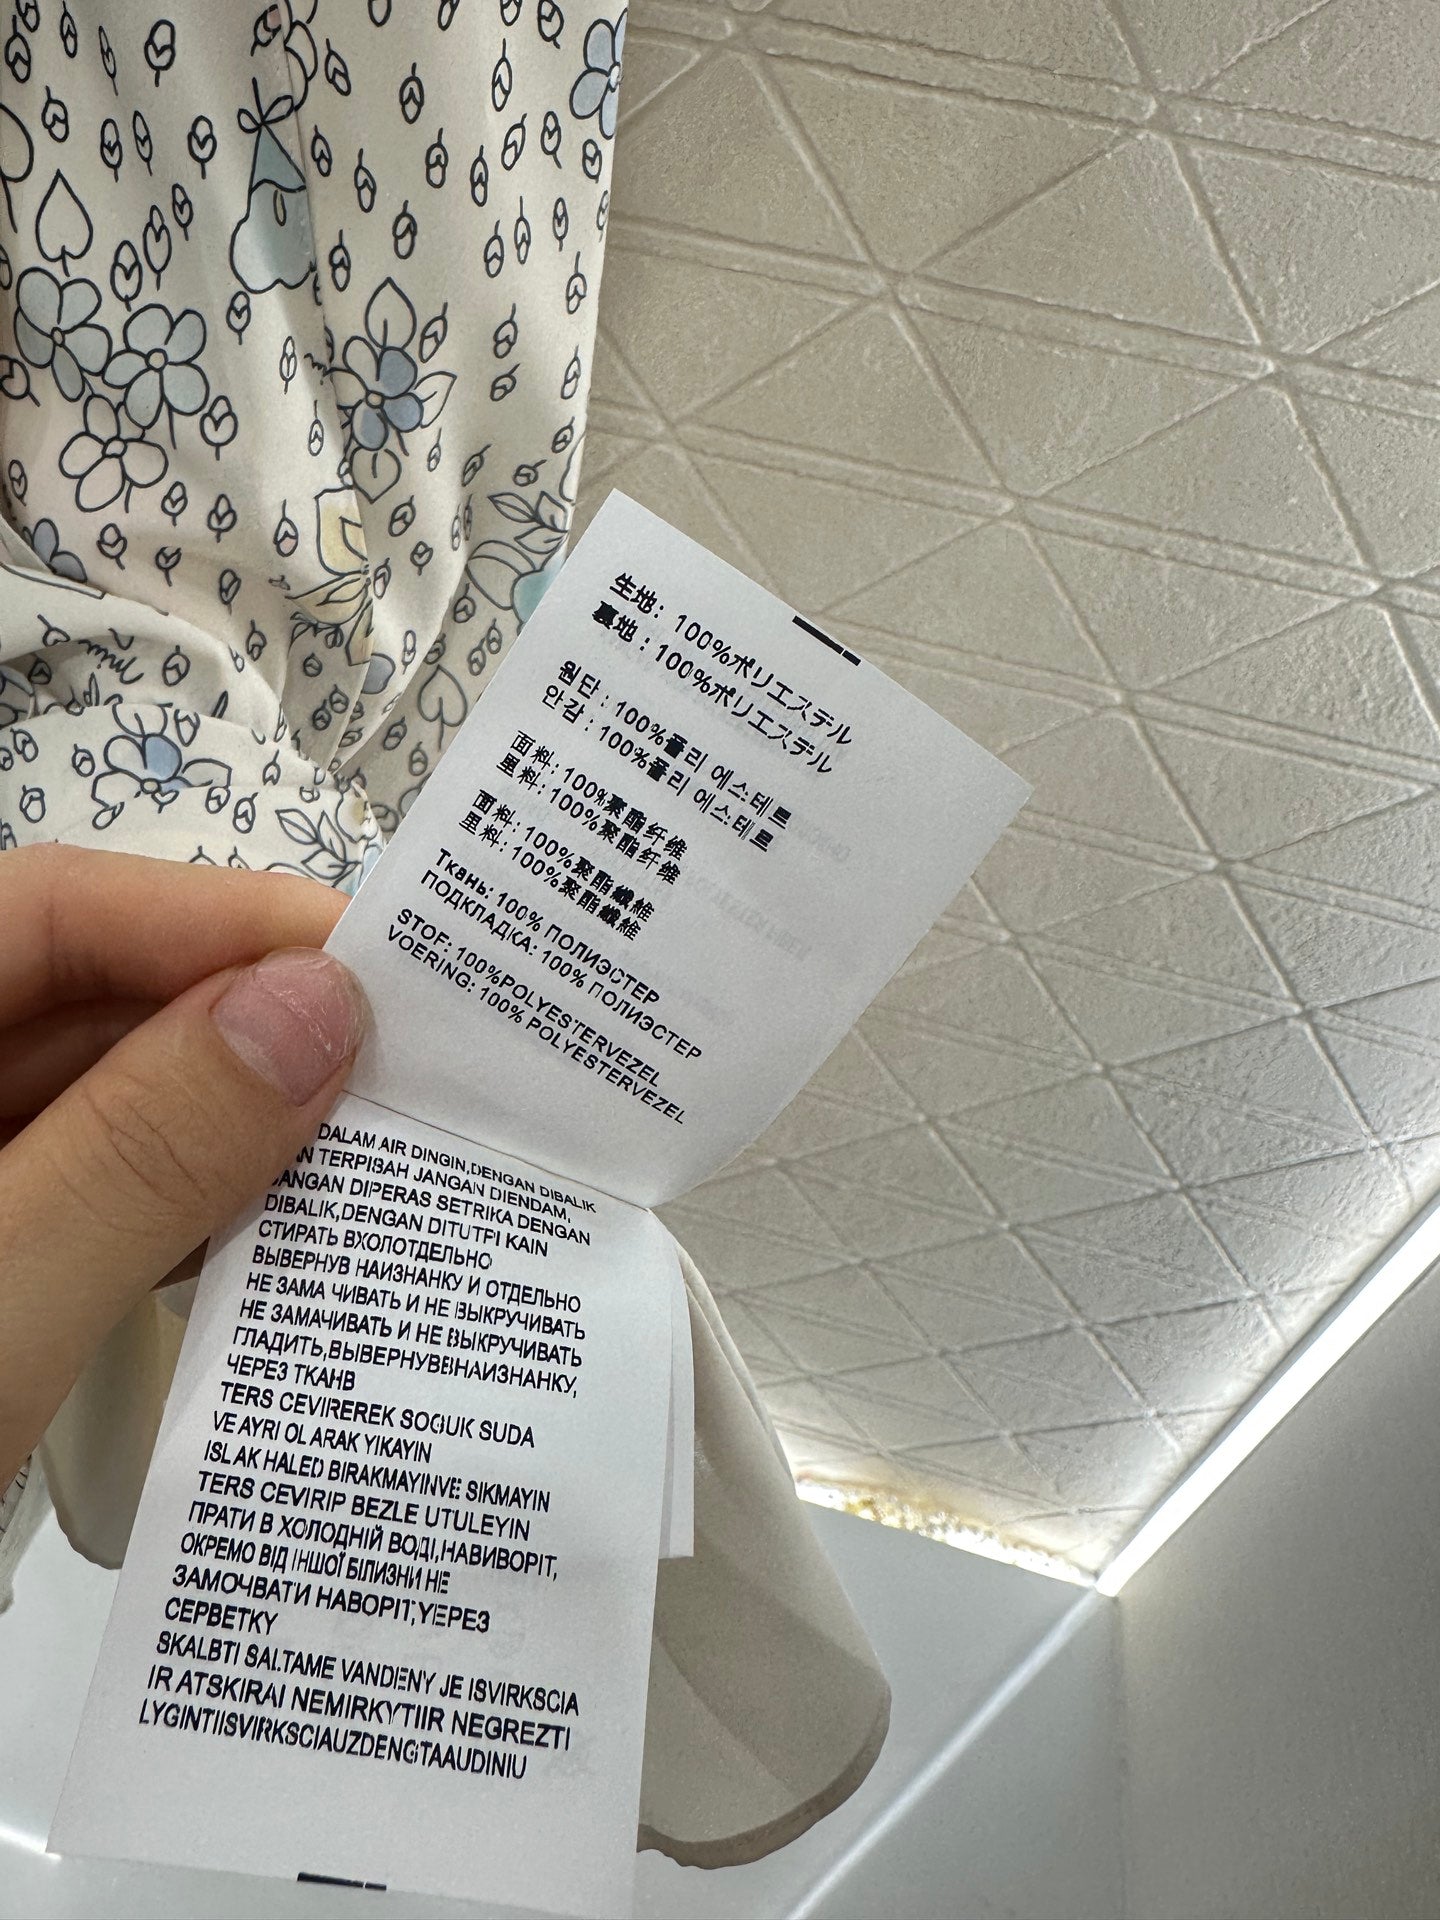 生地: 100%ポリエステル
裏地: 100%ポリエステル
원단: 100%폴리 에스테르
안감: 100%폴리 에스테르
面料: 100%聚酯纤维
里料: 100%聚酯纤维
面料: 100%聚酯纖維
里料: 100%聚酯纖維
Ткань: 100% ПОЛИЭСТЕР
ПОДКЛАДКА: 100% ПОЛИЭСТЕР
STOF: 100%POLYESTERVEZEL
VOERING: 100% POLYESTERVEZEL
DALAM AIR DINGIN,DENGAN DIBALIK
AN TERPISAH JANGAN DIENDAM,
JANGAN DIPERAS SETRIKA DENGAN
DIBALIK,DENGAN DITUTPI KAIN
СТИРАТЬ ВХОЛОТДЕЛЬНО
ВЫВЕРНУВ НАИЗНАНКУ И ОТДЕЛЬНО
НЕ ЗАМА ЧИВАТЬ И НЕ ВЫКРУЧИВАТЬ
НЕ ЗАМАЧИВАТЬ И НЕ ВЫКРУЧИВАТЬ
ГЛАДИТЬ,ВЫВЕРНУВВНАИЗНАНКУ,
ЧЕРЕЗ ТКАНВ
TERS CEVIREREK SOGUK SUDA
VE AYRI OLARAK YIKAYIN
ISLAK HALED BIRAKMAYINVE SIKMAYIN
TERS CEVIRIP BEZLE UTULEYIN
ПРАТИ В ХОЛОДНІЙ ВОДІ,НАВИВОРІТ,
ОКРЕМО ВІД ІНШОЇ БІЛИЗНИ НЕ
ЗАМОЧВАТИ НАВОРІТ,УЕРЕЗ
СЕРВЕТКУ
SKALBTI SALTAME VANDENY JE ISVIRKSCIA
IR ATSKIRAI NEMIRKYTIIR NEGREZTI
LYGINTIISVIRKSCIAUZDENGTAAUDINIU
miu